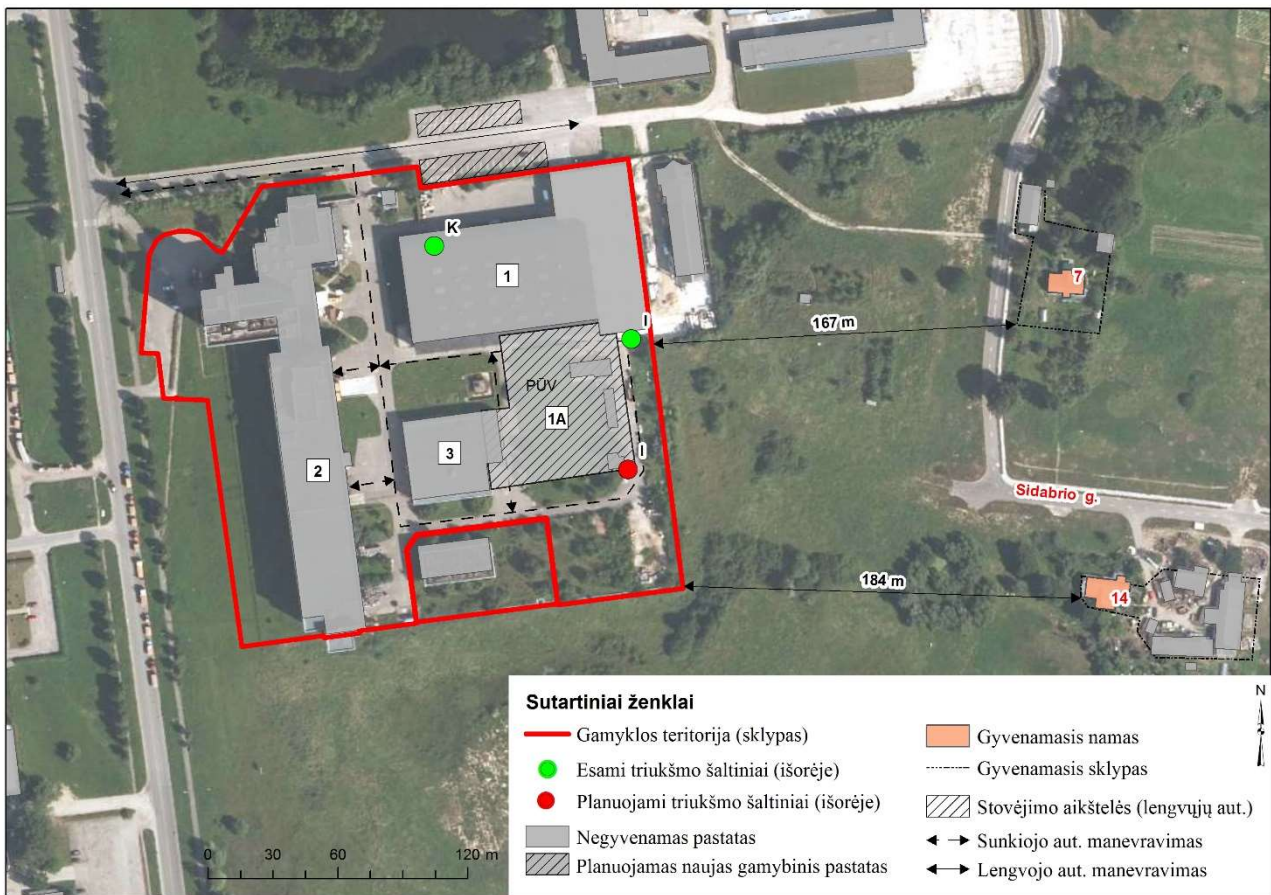 K
1
7
I
167 m
PŪV
1A
3
I
2
Sidabrio g.
184 m
14
N
Sutartiniai ženklai
Gamyklos teritorija (sklypas)
Esami triukšmo šaltiniai (išorėje)
Planuojami triukšmo šaltiniai (išorėje)
Negyvenamas pastatas
Planuojamas naujas gamybinis pastatas
Gyvenamasis namas
Gyvenamasis sklypas
Stovėjimo aikštelės (lengvųjų aut.)
Sunkiojo aut. manevravimas
Lengvojo aut. manevravimas
0 30 60 120 m